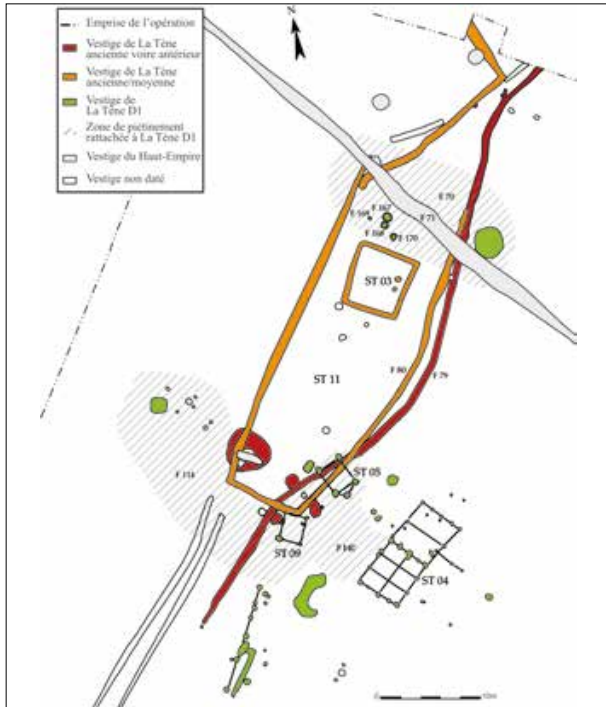 Emprise de l'opération
Vestige de La Tène
ancienne voire antérieur
Vestige de La Tène
ancienne/moyenne
Vestige de
La Tène D1
Zone de piétinement
rattachée à La Tène D1
Vestige du Haut-Empire
Vestige non daté
N
F 70
F 167
F 169
F 71
F 168
F 170
ST 03
ST 11
F 80
F 79
F 114
ST 05
ST 09
F 140
ST 04
0